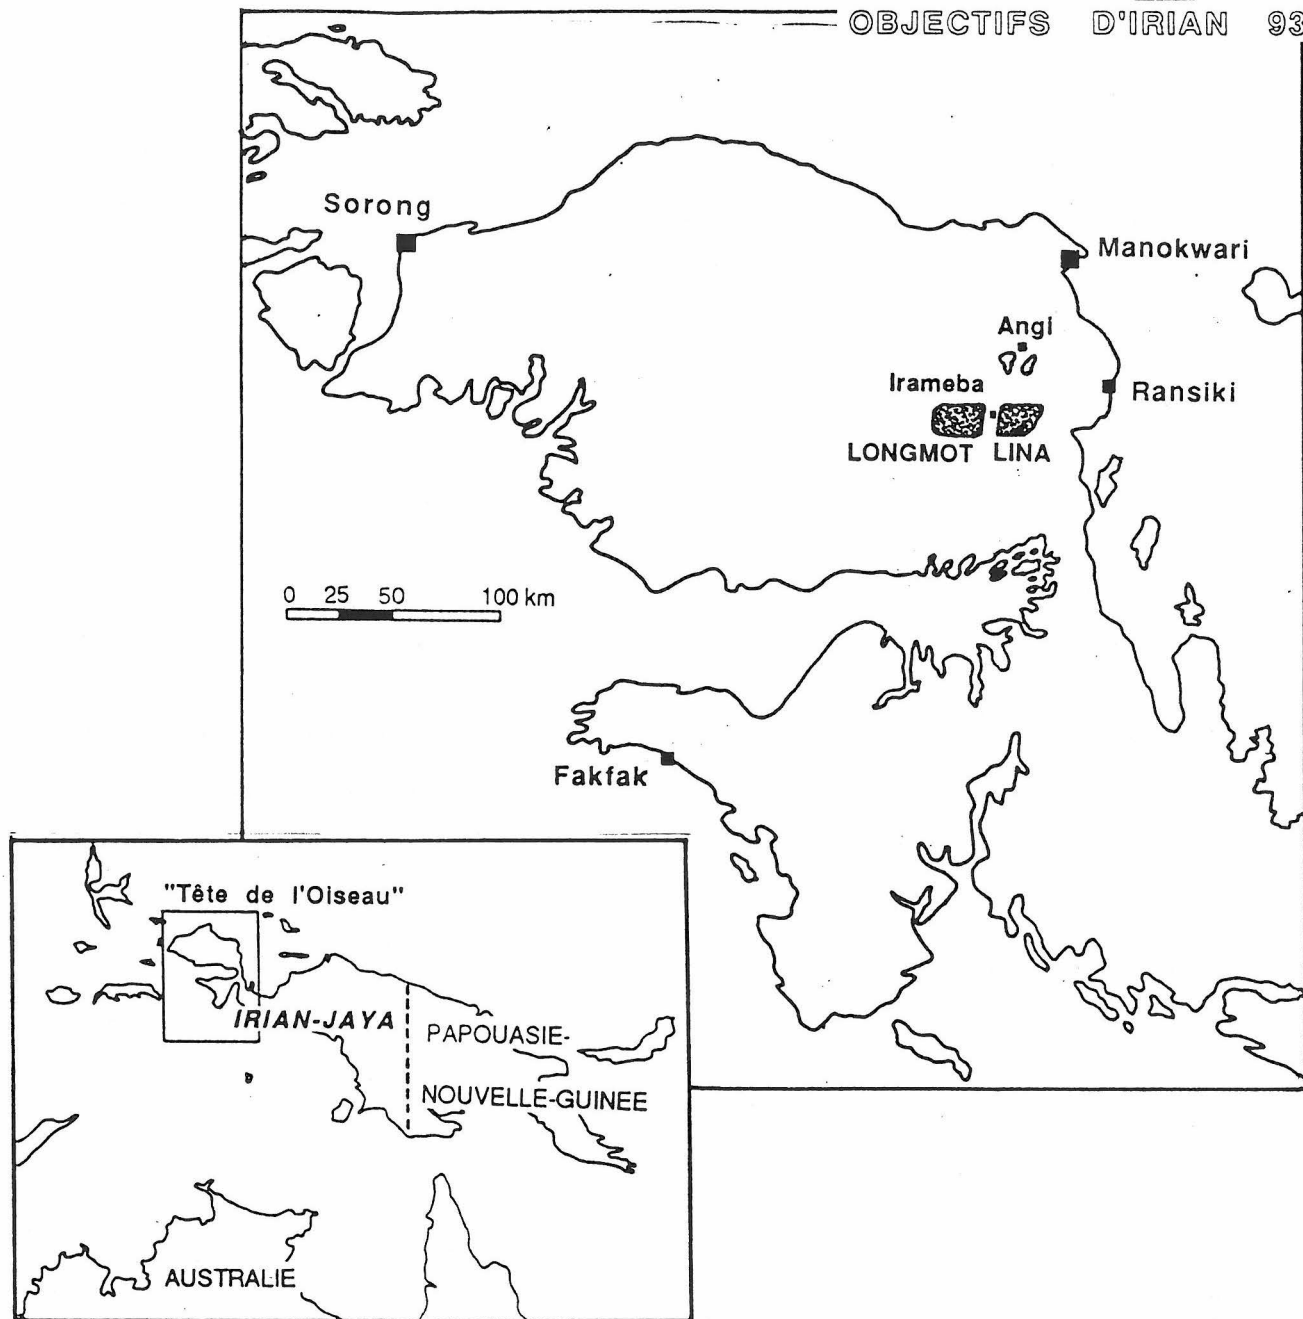 OBJECTIFS D'IRIAN 93
Sorong
Manokwari
Angi
Irameba
Ransiki
LONGMOT LINA
0 25 50 100 km
Fakfak
"Tête de l'Oiseau"
IRIAN-JAYA
PAPOUASIE-
NOUVELLE-GUINEE
AUSTRALIE